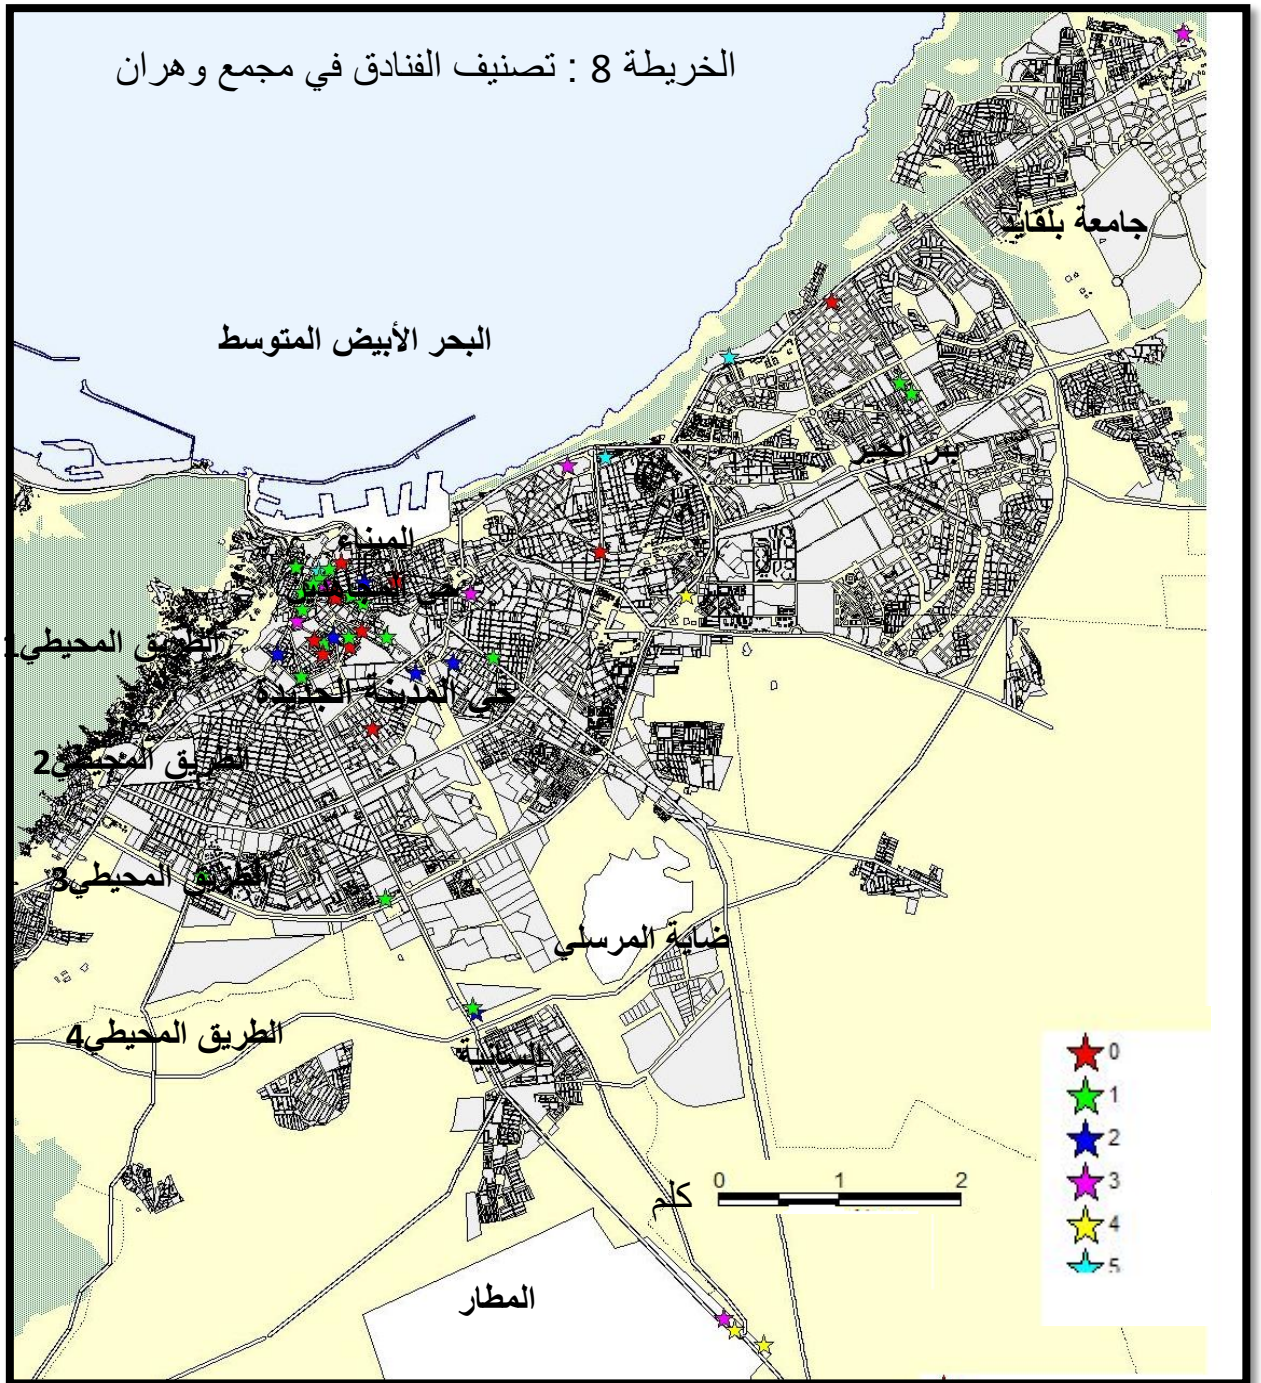 الخريطة 8 : تصنيف الفنادق في مجمع وهران
جامعة بلقايد
البحر الأبيض المتوسط
بئر الجير
الميناء
الطريق المحيطي1
حي المدينة الجديدة
الطريق المحيطي2
الطريق المحيطي3
ضاية المرسلي
الطريق المحيطي4
السانية
0
1
2
3
4
5
كلم
0 1 2
المطار